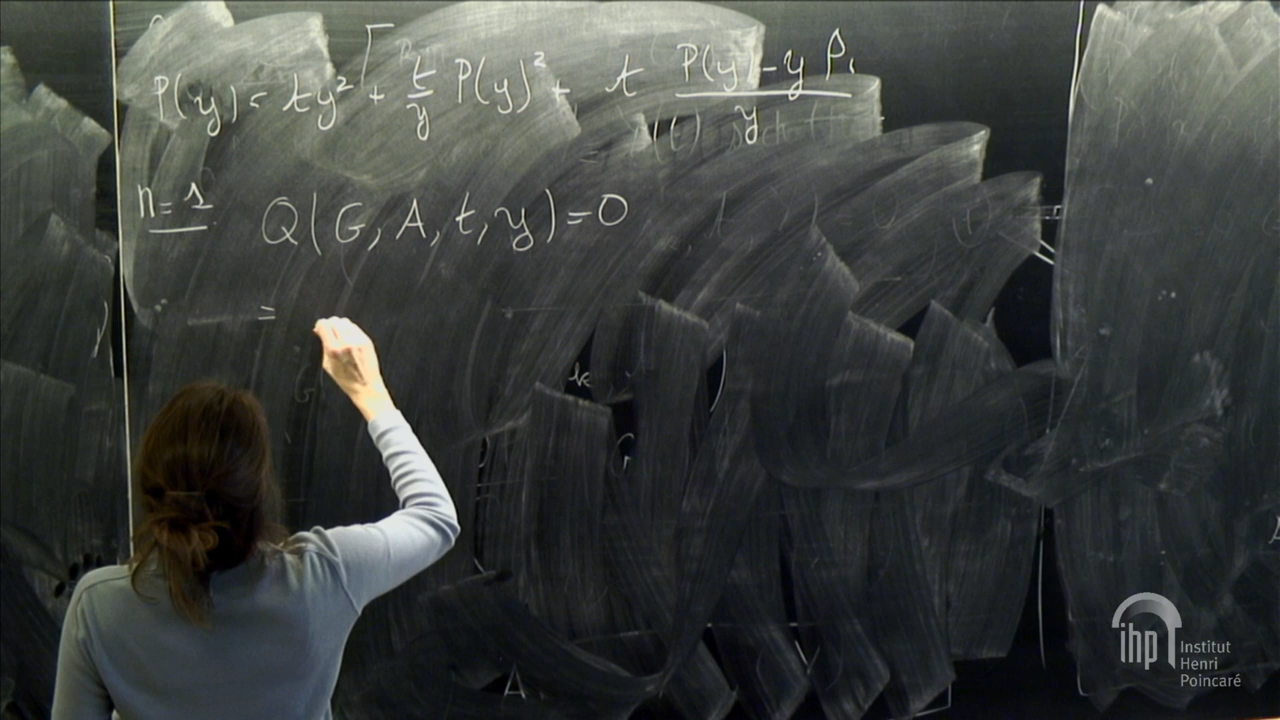 P(y) = ty² + t/y P(y)² + t (P(y) - y P₁)/y
n = 1 Q(G, A, t, y) = 0
=
A
ihp Institut
Henri
Poincaré